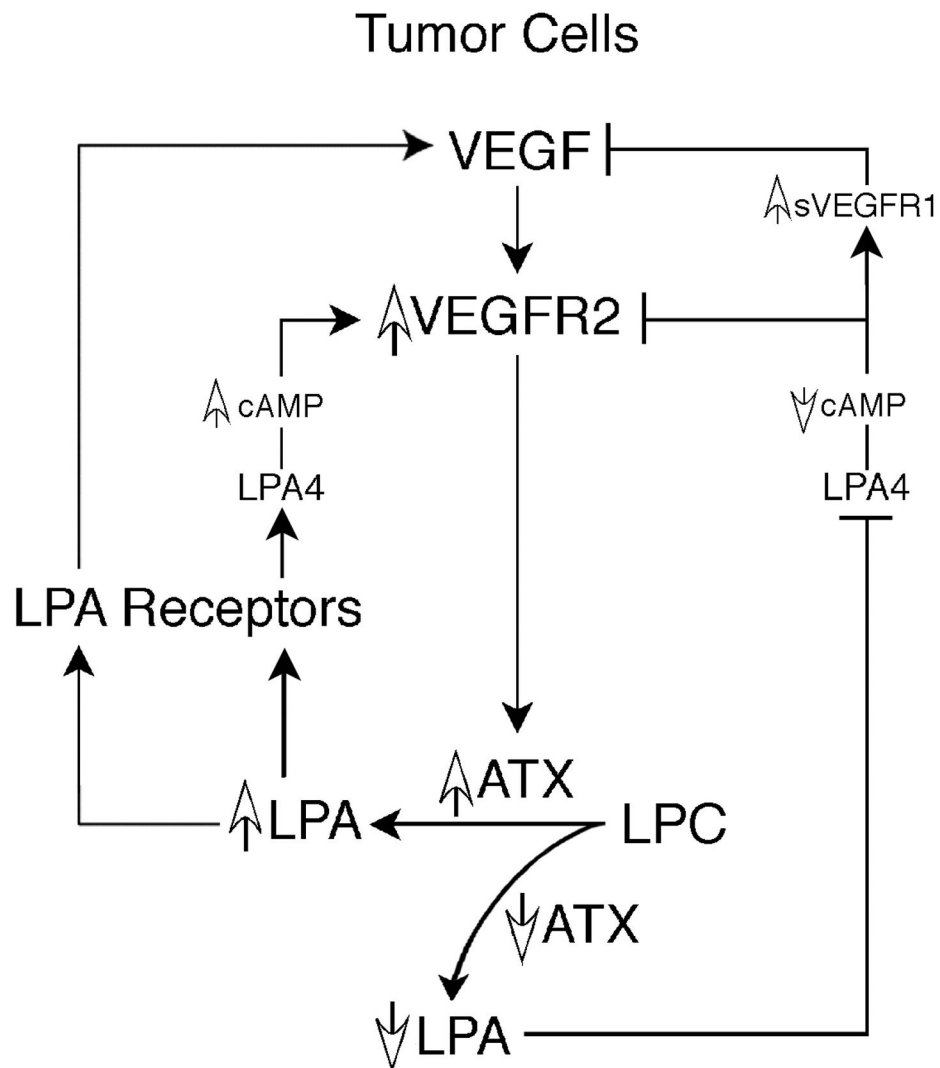 Tumor Cells
VEGF
sVEGFR1
VEGFR2
cAMP
cAMP
LPA4
LPA4
LPA Receptors
ATX
LPA
LPC
ATX
LPA